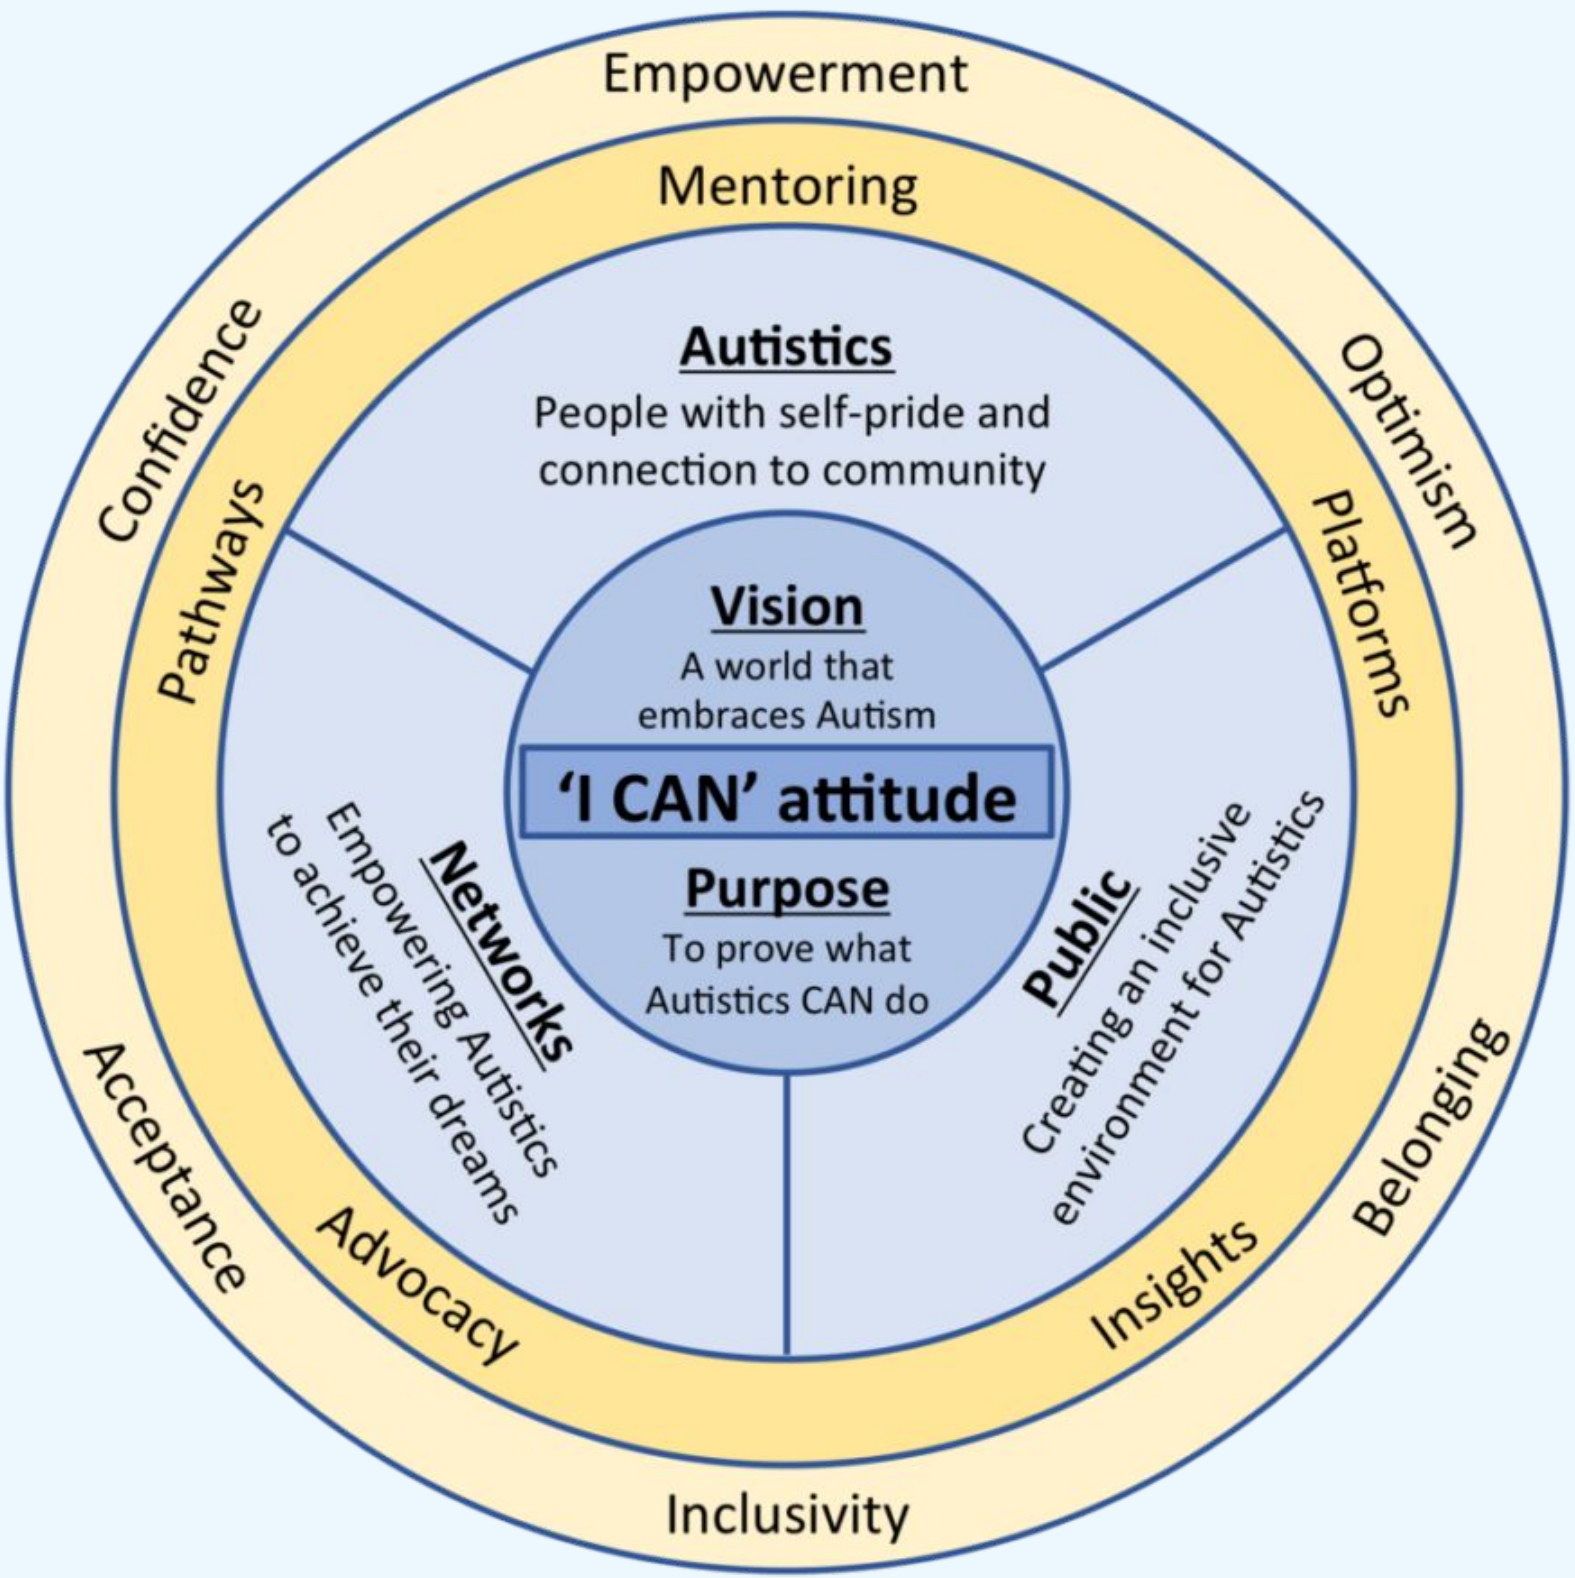 Empowerment
Mentoring
Confidence
Optimism
Pathways
Platforms
Autistics
People with self-pride and
connection to community
Vision
A world that
embraces Autism
‘I CAN’ attitude
Purpose
To prove what
Autistics CAN do
Networks
Empowering Autistics
to achieve their dreams
Public
Creating an inclusive
environment for Autistics
Acceptance
Belonging
Advocacy
Insights
Inclusivity